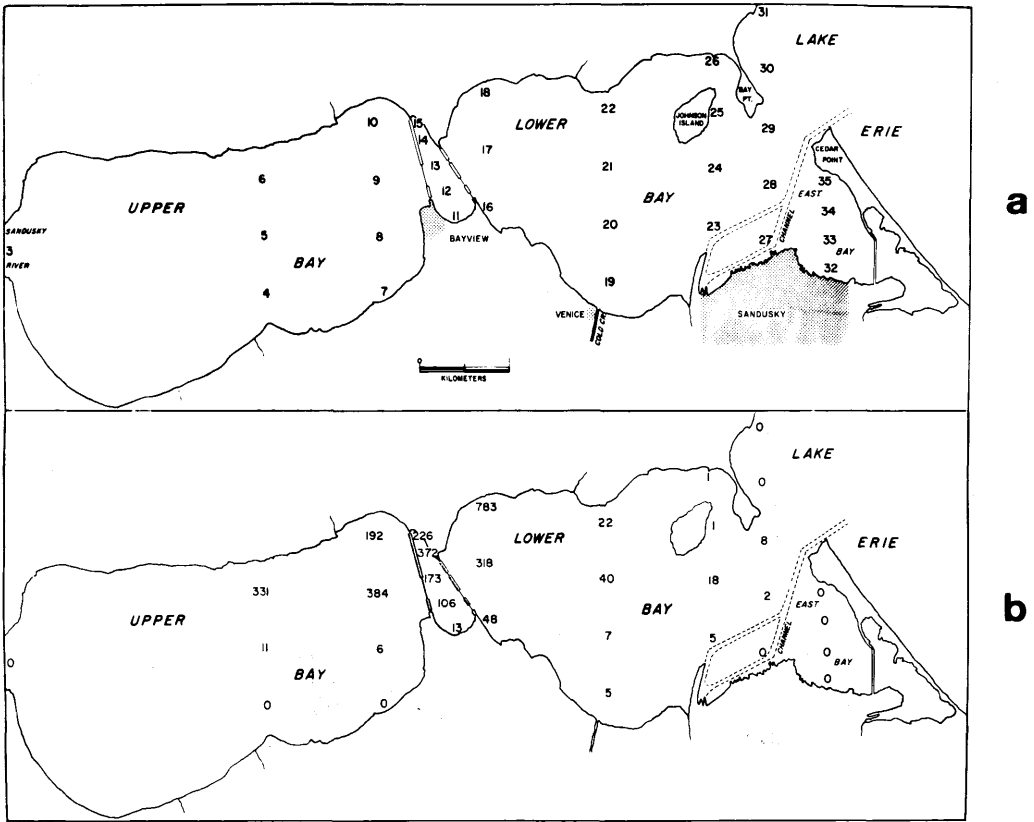 31
LAKE
a
26
30
BAY
PT.
18
22
JOHNSON
ISLAND
25
10
15
LOWER
29
ERIE
14
17
CEDAR
POINT
13
21
24
6
9
28
35
12
EAST
UPPER
BAY
11
16
34
SANDUSKY
5
8
BAYVIEW
20
23
27
CHANNEL
33
3
BAY
RIVER
BAY
32
4
7
19
VENICE
COLD CR.
SANDUSKY
0
KILOMETERS
0
LAKE
b
1
0
783
22
1
192
226
LOWER
8
ERIE
372
318
331
384
173
40
18
2
0
106
EAST
UPPER
BAY
13
48
0
11
6
7
5
0
CHANNEL
0
0
BAY
BAY
0
0
0
5